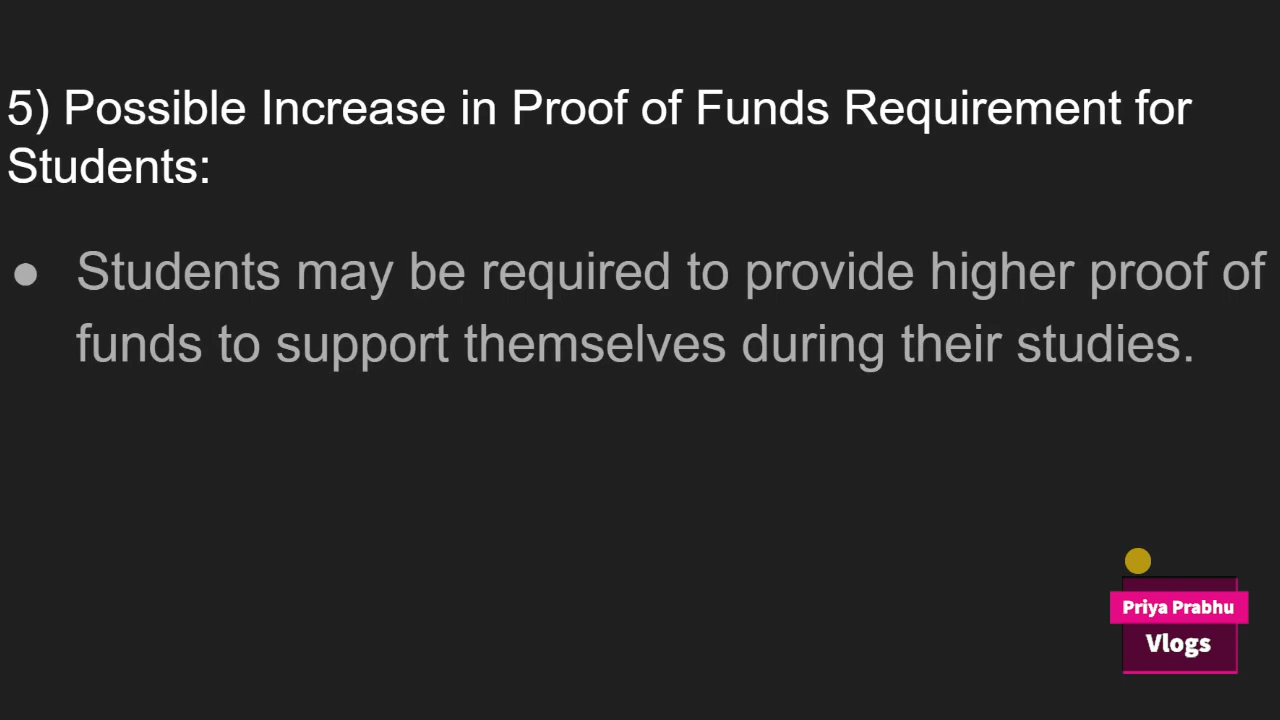 5) Possible Increase in Proof of Funds Requirement for
Students:
● Students may be required to provide higher proof of
funds to support themselves during their studies.
Priya Prabhu
Vlogs